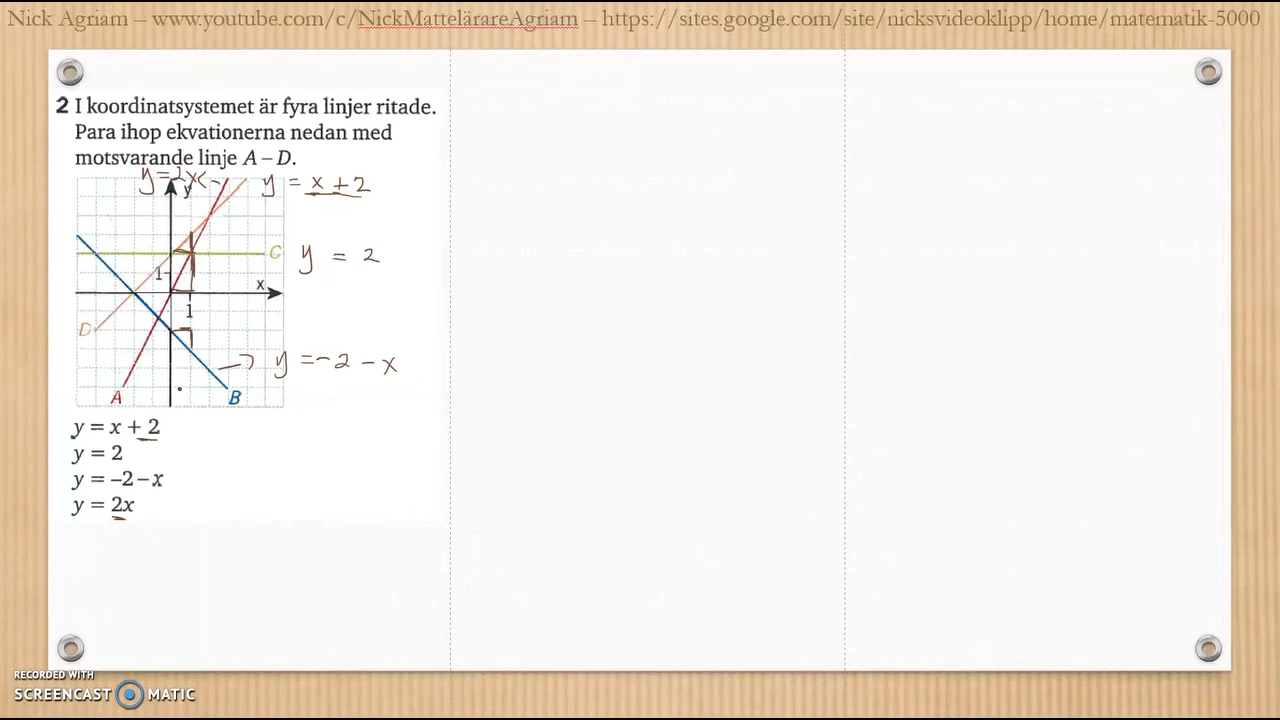 Nick Agriam – www.youtube.com/c/NickMattelärareAgriam – https://sites.google.com/site/nicksvideoklipp/home/matematik-5000
2 I koordinatsystemet är fyra linjer ritade.
Para ihop ekvationerna nedan med
motsvarande linje A – D.
y = 2x
y = x + 2
y
C
y = 2
1
x
1
D
y = -2 - x
A
B
y = x + 2
y = 2
y = –2 – x
y = 2x
RECORDED WITH
SCREENCAST MATIC